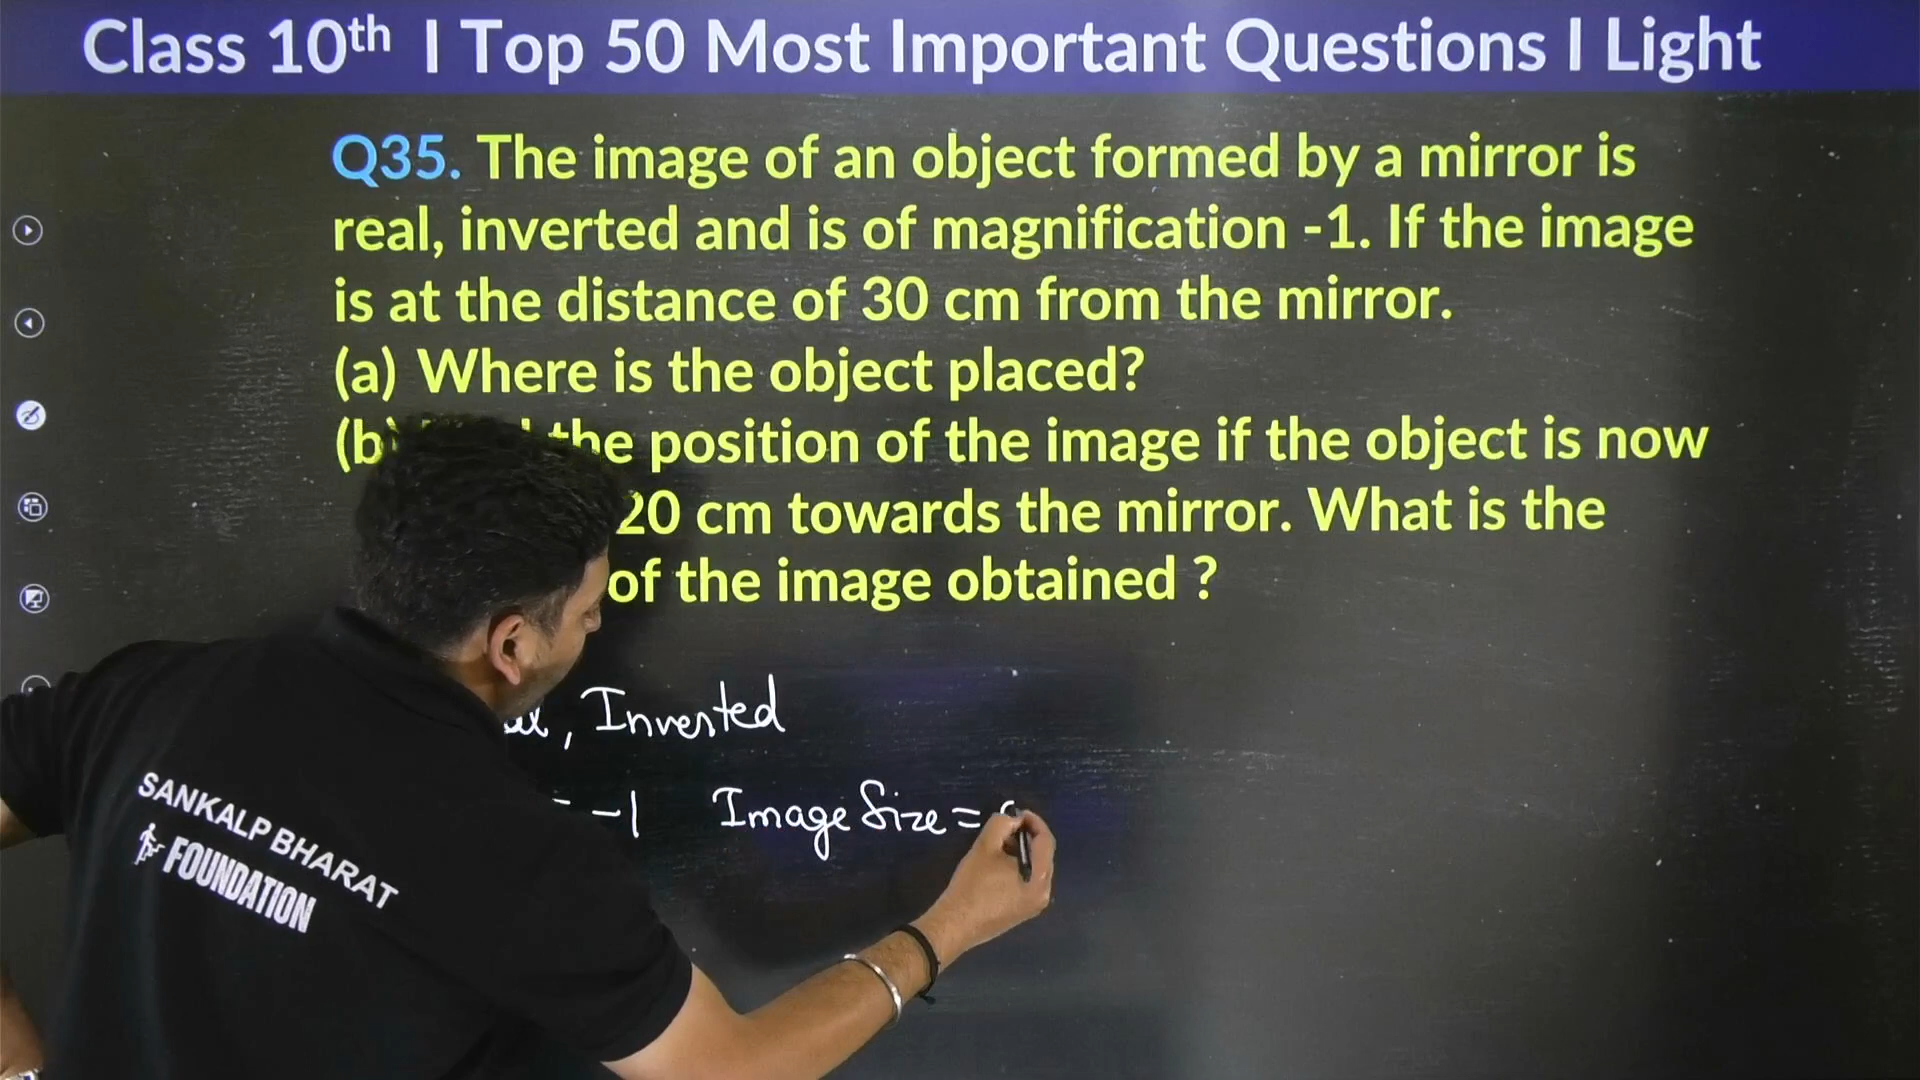 Class 10th I Top 50 Most Important Questions I Light
Q35. The image of an object formed by a mirror is
real, inverted and is of magnification -1. If the image
is at the distance of 30 cm from the mirror.
(a) Where is the object placed?
(b) the position of the image if the object is now
20 cm towards the mirror. What is the
of the image obtained ?
, Inverted
= -1 Image Size =
SANKALP BHARAT
FOUNDATION